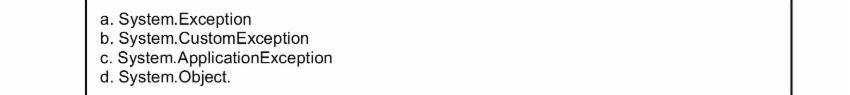 a. System.Exception
b. System.CustomException
c. System.ApplicationException
d. System.Object.